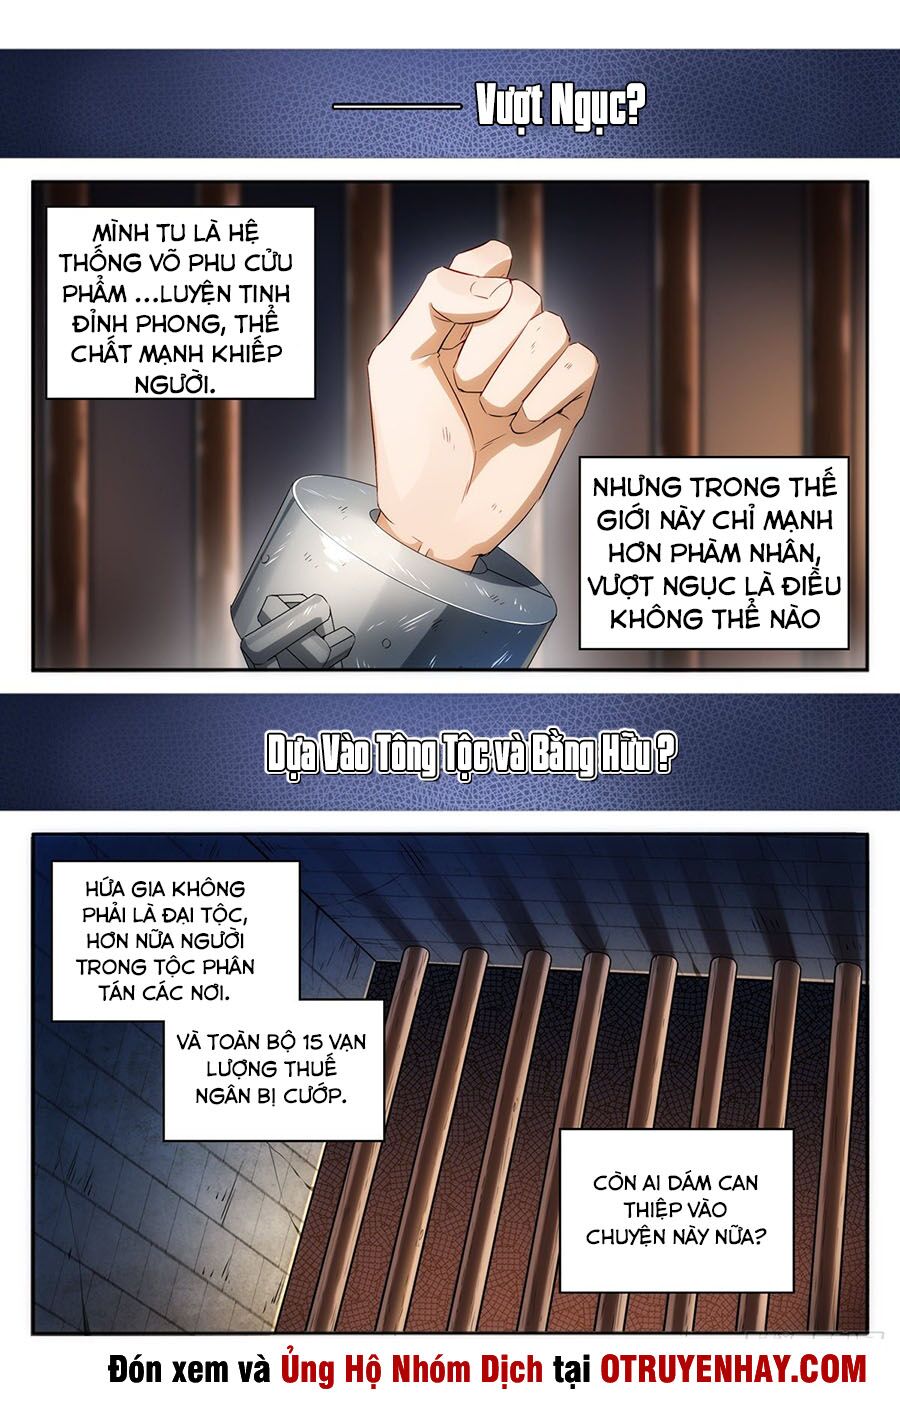 Vượt Ngục?
MÌNH TU LÀ HỆ
THỐNG VÕ PHU CỬU
PHẨM ...LUYỆN TINH
ĐỈNH PHONG, THỂ
CHẤT MẠNH KHIẾP
NGƯỜI.
NHƯNG TRONG THẾ
GIỚI NÀY CHỈ MẠNH
HƠN PHÀM NHÂN,
VƯỢT NGỤC LÀ ĐIỀU
KHÔNG THỂ NÀO
Dựa Vào Tông Tộc và Bằng Hữu ?
HỨA GIA KHÔNG
PHẢI LÀ ĐẠI TỘC,
HƠN NỮA NGƯỜI
TRONG TỘC PHÂN
TÁN CÁC NƠI.
VÀ TOÀN BỘ 15 VẠN
LƯỢNG THUẾ
NGÂN BỊ CƯỚP.
CÒN AI DÁM CAN
THIỆP VÀO
CHUYỆN NÀY NỮA?
Đón xem và Ủng Hộ Nhóm Dịch tại OTRUYENHAY.COM